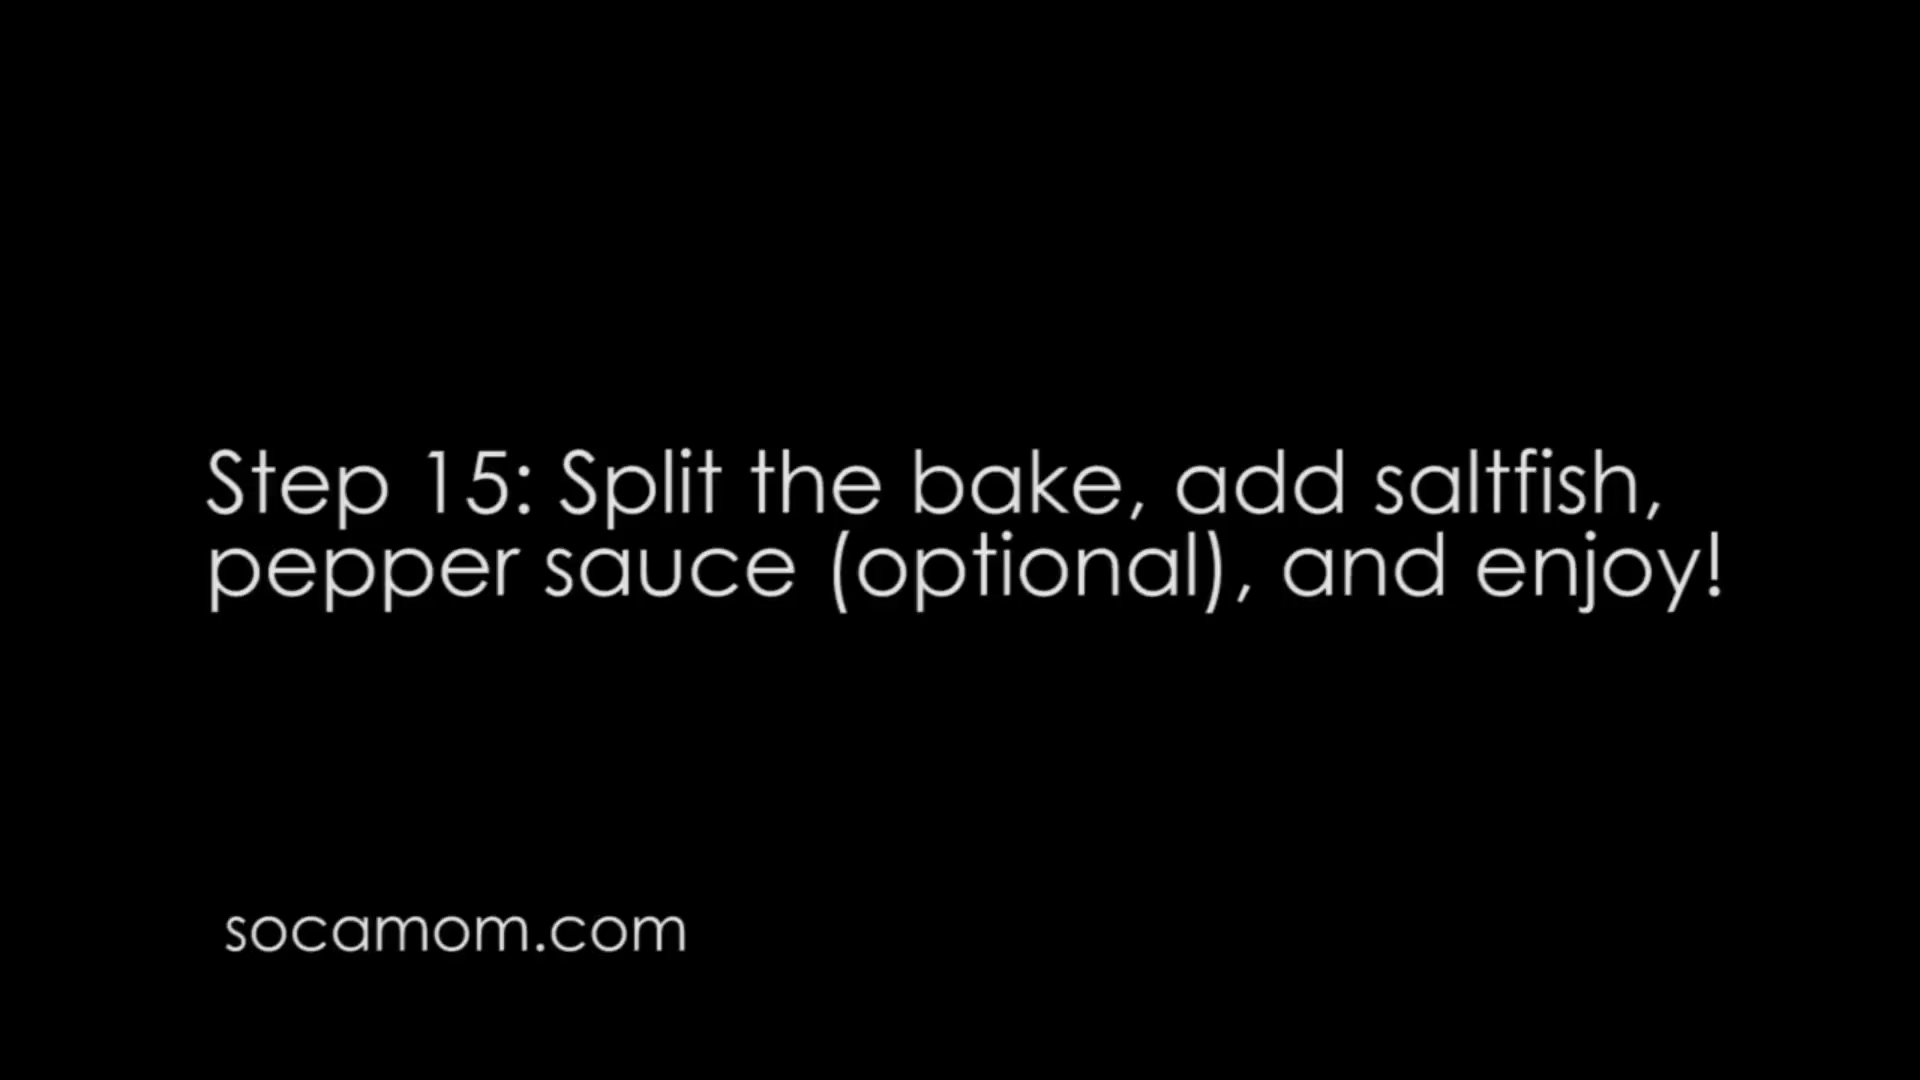 Step 15: Split the bake, add saltfish,
pepper sauce (optional), and enjoy!
socamom.com